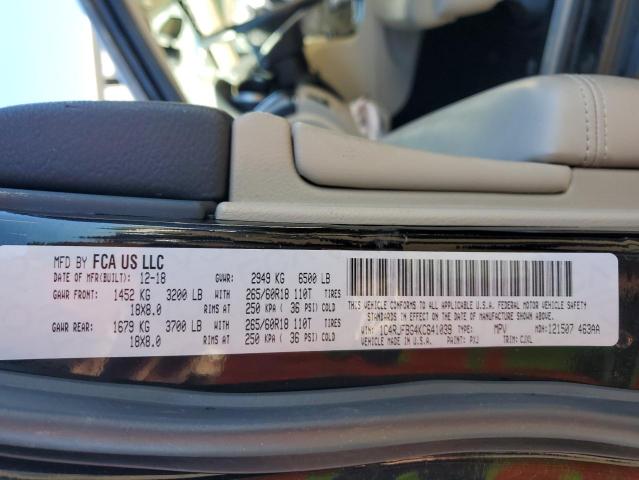 MFD BY FCA US LLC
DATE OF MFR(BUILT): 12-18 GVWR: 2949 KG 6500 LB
GAWR FRONT: 1452 KG 3200 LB WITH 265/60R18 110T TIRES
18X8.0 RIMS AT 250 KPA ( 36 PSI) COLD
GAWR REAR: 1679 KG 3700 LB WITH 265/60R18 110T TIRES
18X8.0 RIMS AT 250 KPA ( 36 PSI) COLD
THIS VEHICLE CONFORMS TO ALL APPLICABLE U.S.A. FEDERAL MOTOR VEHICLE SAFETY
STANDARDS IN EFFECT ON THE DATE OF MANUFACTURE SHOWN ABOVE.
VIN: 1C4RJFBG4KC641039 TYPE: MPV MDH: 121507 463AA
VEHICLE MADE IN U.S.A. PAINT: PXJ TRIM: CJXL